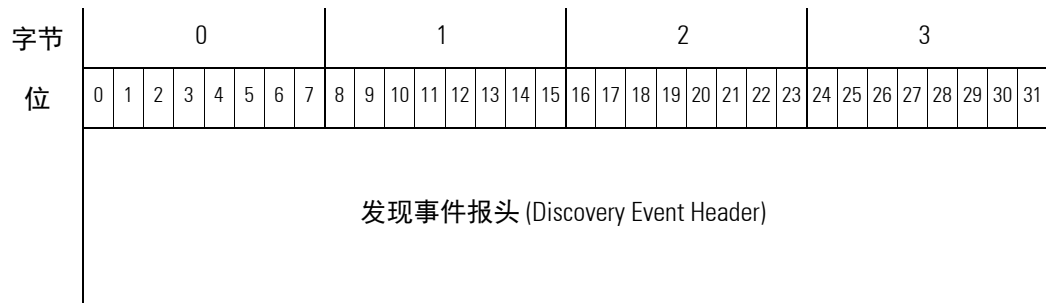 字节 0 1 2 3
位 0 1 2 3 4 5 6 7 8 9 10 11 12 13 14 15 16 17 18 19 20 21 22 23 24 25 26 27 28 29 30 31
发现事件报头 (Discovery Event Header)